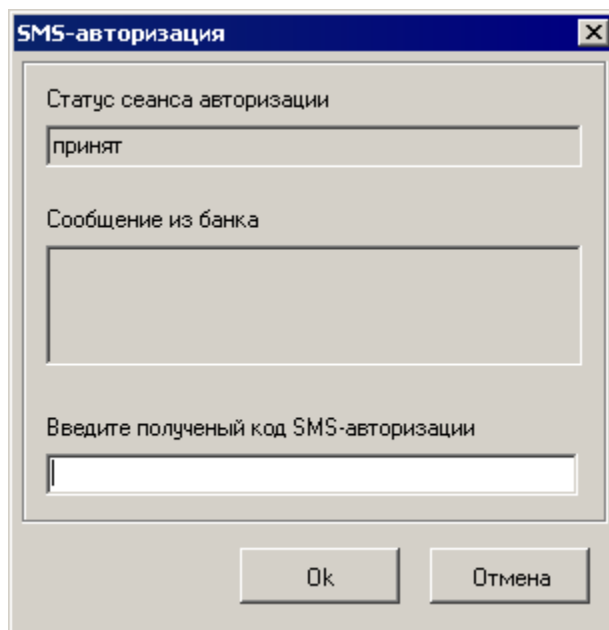 SMS-авторизация
Статус сеанса авторизации
принят
Сообщение из банка
Введите полученый код SMS-авторизации
Ok
Отмена